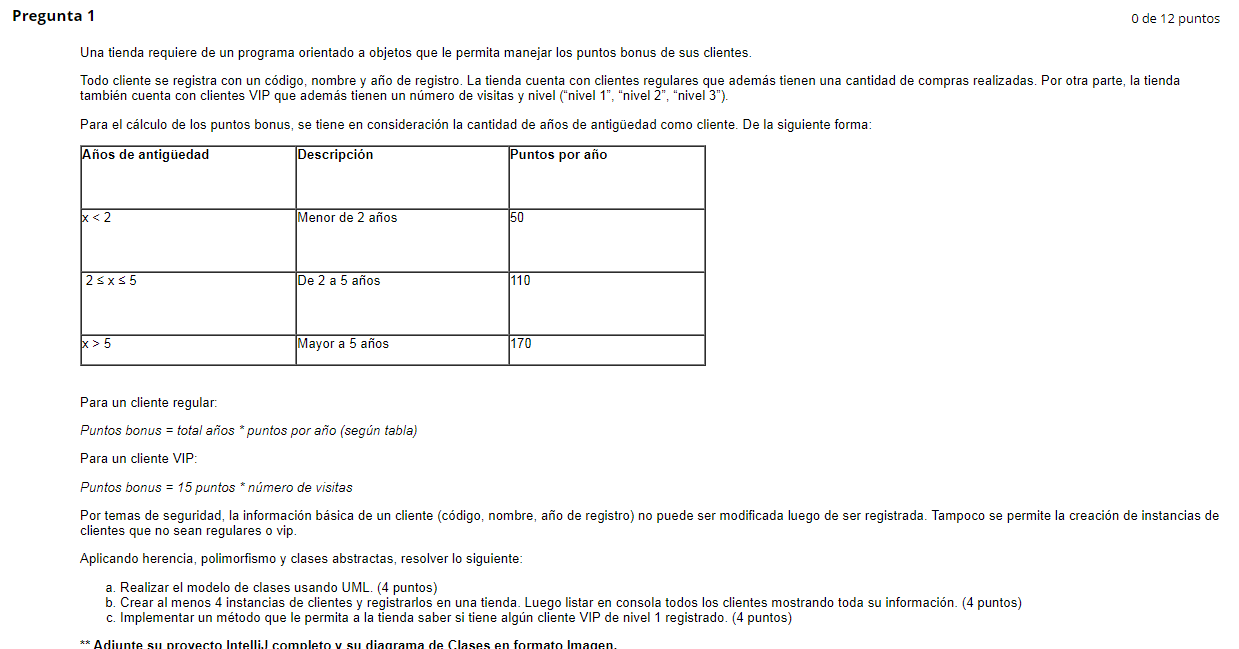 Pregunta 1
0 de 12 puntos
Una tienda requiere de un programa orientado a objetos que le permita manejar los puntos bonus de sus clientes.
Todo cliente se registra con un código, nombre y año de registro. La tienda cuenta con clientes regulares que además tienen una cantidad de compras realizadas. Por otra parte, la tienda
también cuenta con clientes VIP que además tienen un número de visitas y nivel (“nivel 1”, “nivel 2”, “nivel 3”).
Para el cálculo de los puntos bonus, se tiene en consideración la cantidad de años de antigüedad como cliente. De la siguiente forma:
Años de antigüedad Descripción Puntos por año
x < 2 Menor de 2 años 50
2 ≤ x ≤ 5 De 2 a 5 años 110
x > 5 Mayor a 5 años 170
Para un cliente regular:
Puntos bonus = total años * puntos por año (según tabla)
Para un cliente VIP:
Puntos bonus = 15 puntos * número de visitas
Por temas de seguridad, la información básica de un cliente (código, nombre, año de registro) no puede ser modificada luego de ser registrada. Tampoco se permite la creación de instancias de
clientes que no sean regulares o vip.
Aplicando herencia, polimorfismo y clases abstractas, resolver lo siguiente:
a. Realizar el modelo de clases usando UML. (4 puntos)
b. Crear al menos 4 instancias de clientes y registrarlos en una tienda. Luego listar en consola todos los clientes mostrando toda su información. (4 puntos)
c. Implementar un método que le permita a la tienda saber si tiene algún cliente VIP de nivel 1 registrado. (4 puntos)
** Adjunte su proyecto IntelliJ completo y su diagrama de Clases en formato Imagen.